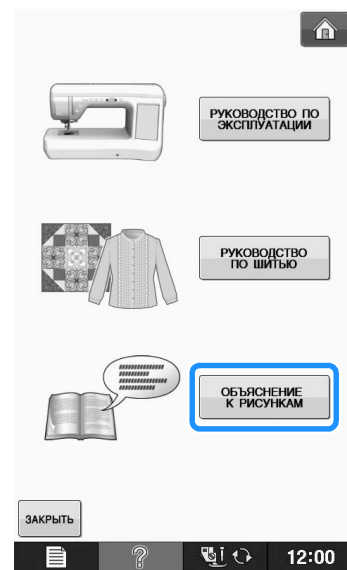 РУКОВОДСТВО ПО
ЭКСПЛУАТАЦИИ
РУКОВОДСТВО
ПО ШИТЬЮ
ОБЪЯСНЕНИЕ
К РИСУНКАМ
ЗАКРЫТЬ
12:00